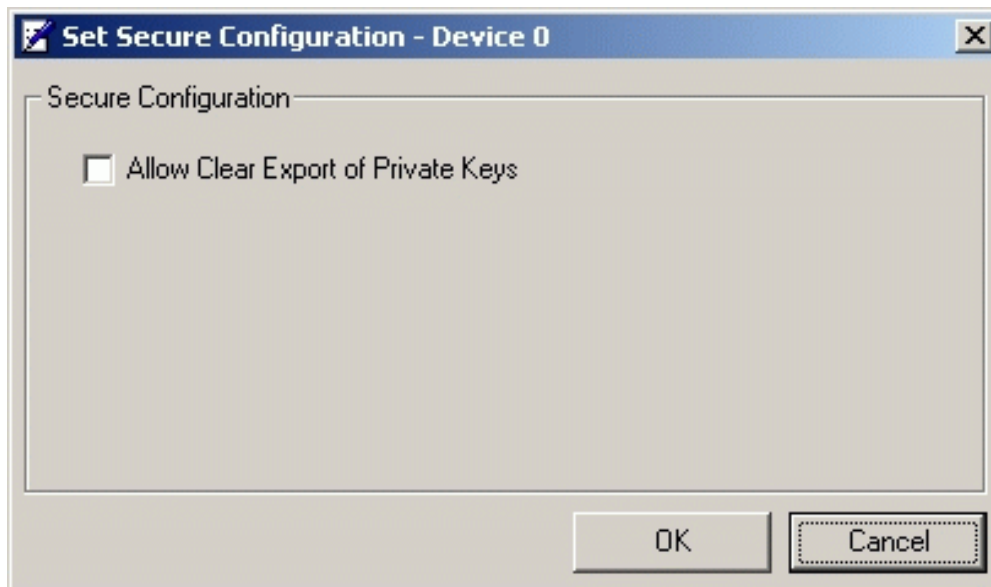 Set Secure Configuration - Device 0
Secure Configuration
Allow Clear Export of Private Keys
OK Cancel